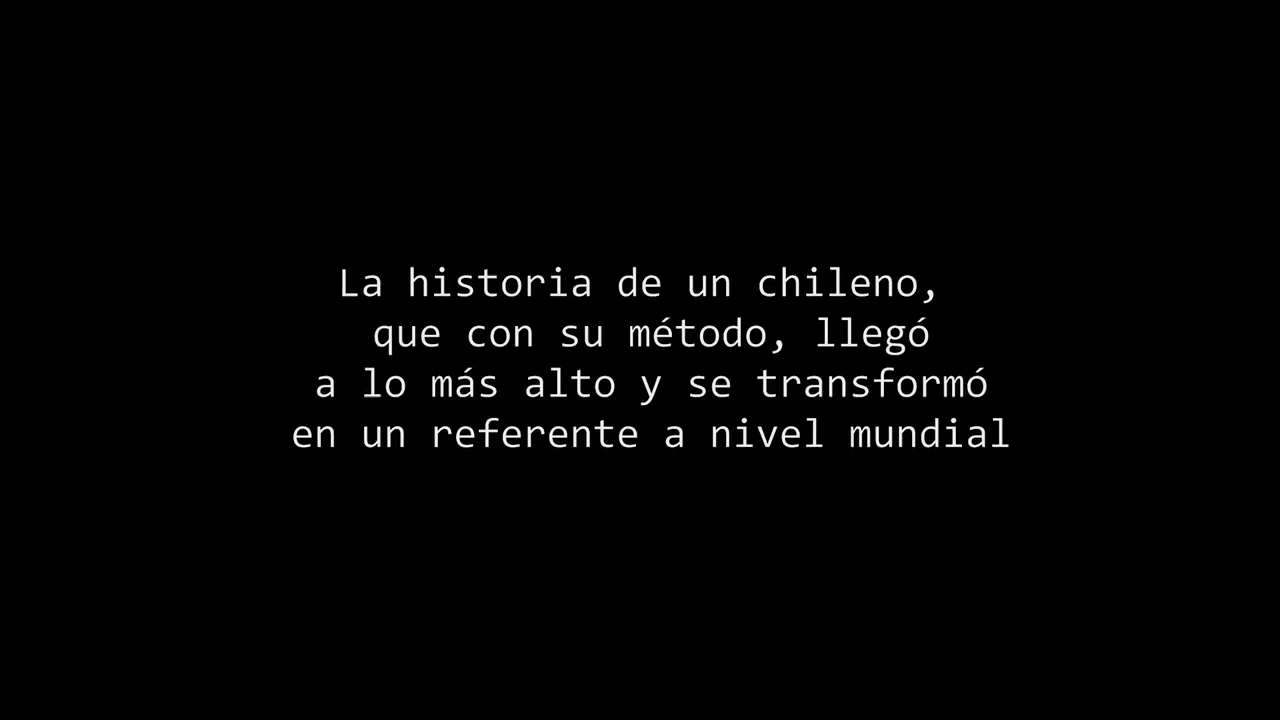 La historia de un chileno,
que con su método, llegó
a lo más alto y se transformó
en un referente a nivel mundial